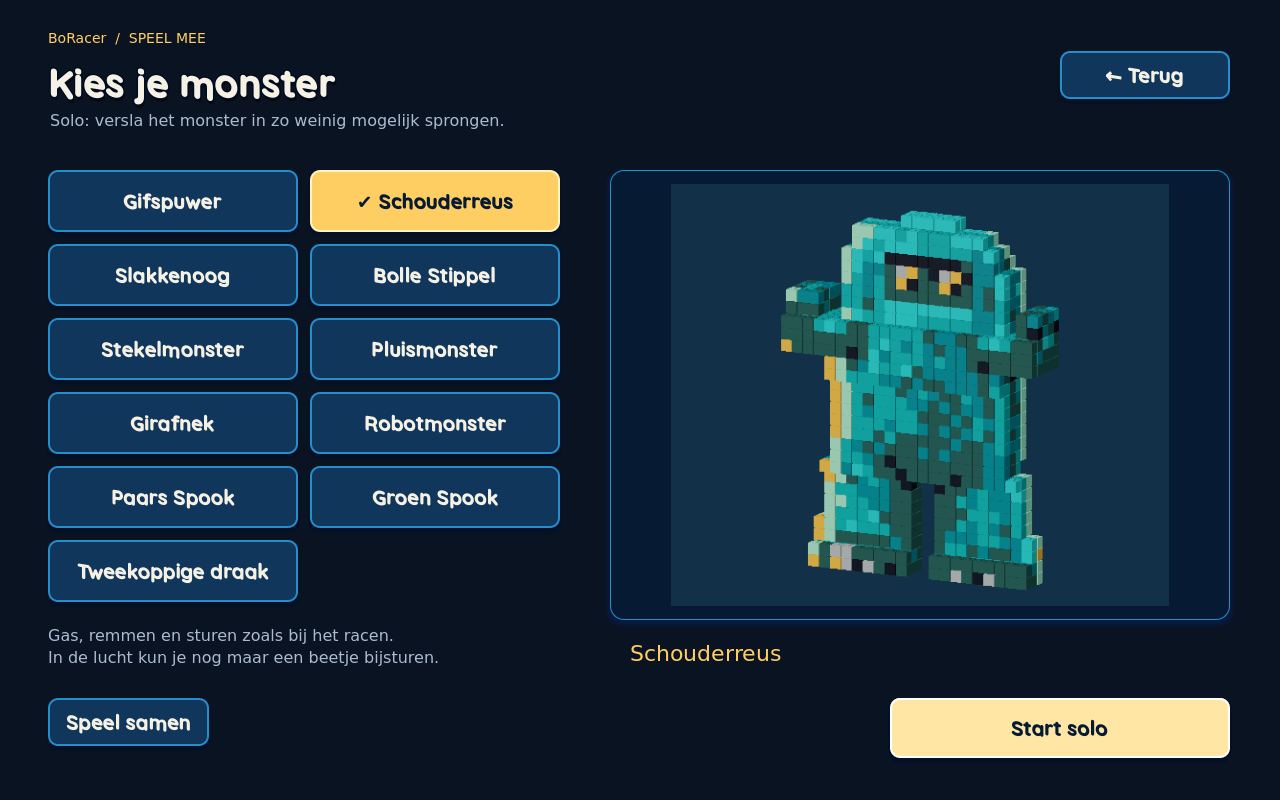 BoRacer / SPEEL MEE
Kies je monster
← Terug
Solo: versla het monster in zo weinig mogelijk sprongen.
Gifspuwer
✓ Schouderreus
Slakkenoog
Bolle Stippel
Stekelmonster
Pluismonster
Girafnek
Robotmonster
Paars Spook
Groen Spook
Tweekoppige draak
Gas, remmen en sturen zoals bij het racen.
In de lucht kun je nog maar een beetje bijsturen.
Schouderreus
Speel samen
Start solo